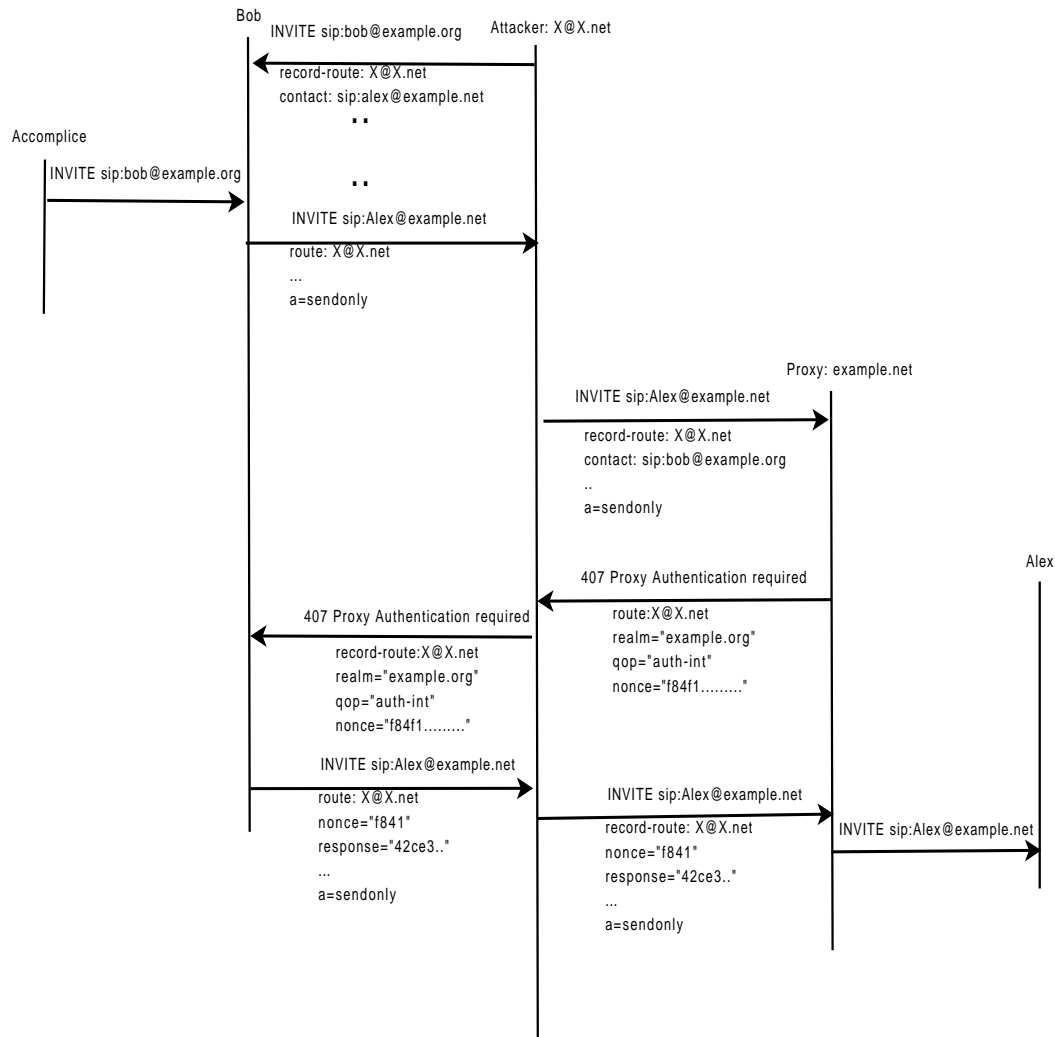 Bob
INVITE sip:bob@example.org
Attacker: X@X.net
record-route: X@X.net
contact: sip:alex@example.net
..
Accomplice
INVITE sip:bob@example.org
..
INVITE sip:Alex@example.net
route: X@X.net
...
a=sendonly
Proxy: example.net
INVITE sip:Alex@example.net
record-route: X@X.net
contact: sip:bob@example.org
..
a=sendonly
Alex
407 Proxy Authentication required
route:X@X.net
realm="example.org"
qop="auth-int"
nonce="f84f1........."
407 Proxy Authentication required
record-route:X@X.net
realm="example.org"
qop="auth-int"
nonce="f84f1........."
INVITE sip:Alex@example.net
route: X@X.net
nonce="f841"
response="42ce3.."
...
a=sendonly
INVITE sip:Alex@example.net
record-route: X@X.net
nonce="f841"
response="42ce3.."
...
a=sendonly
INVITE sip:Alex@example.net